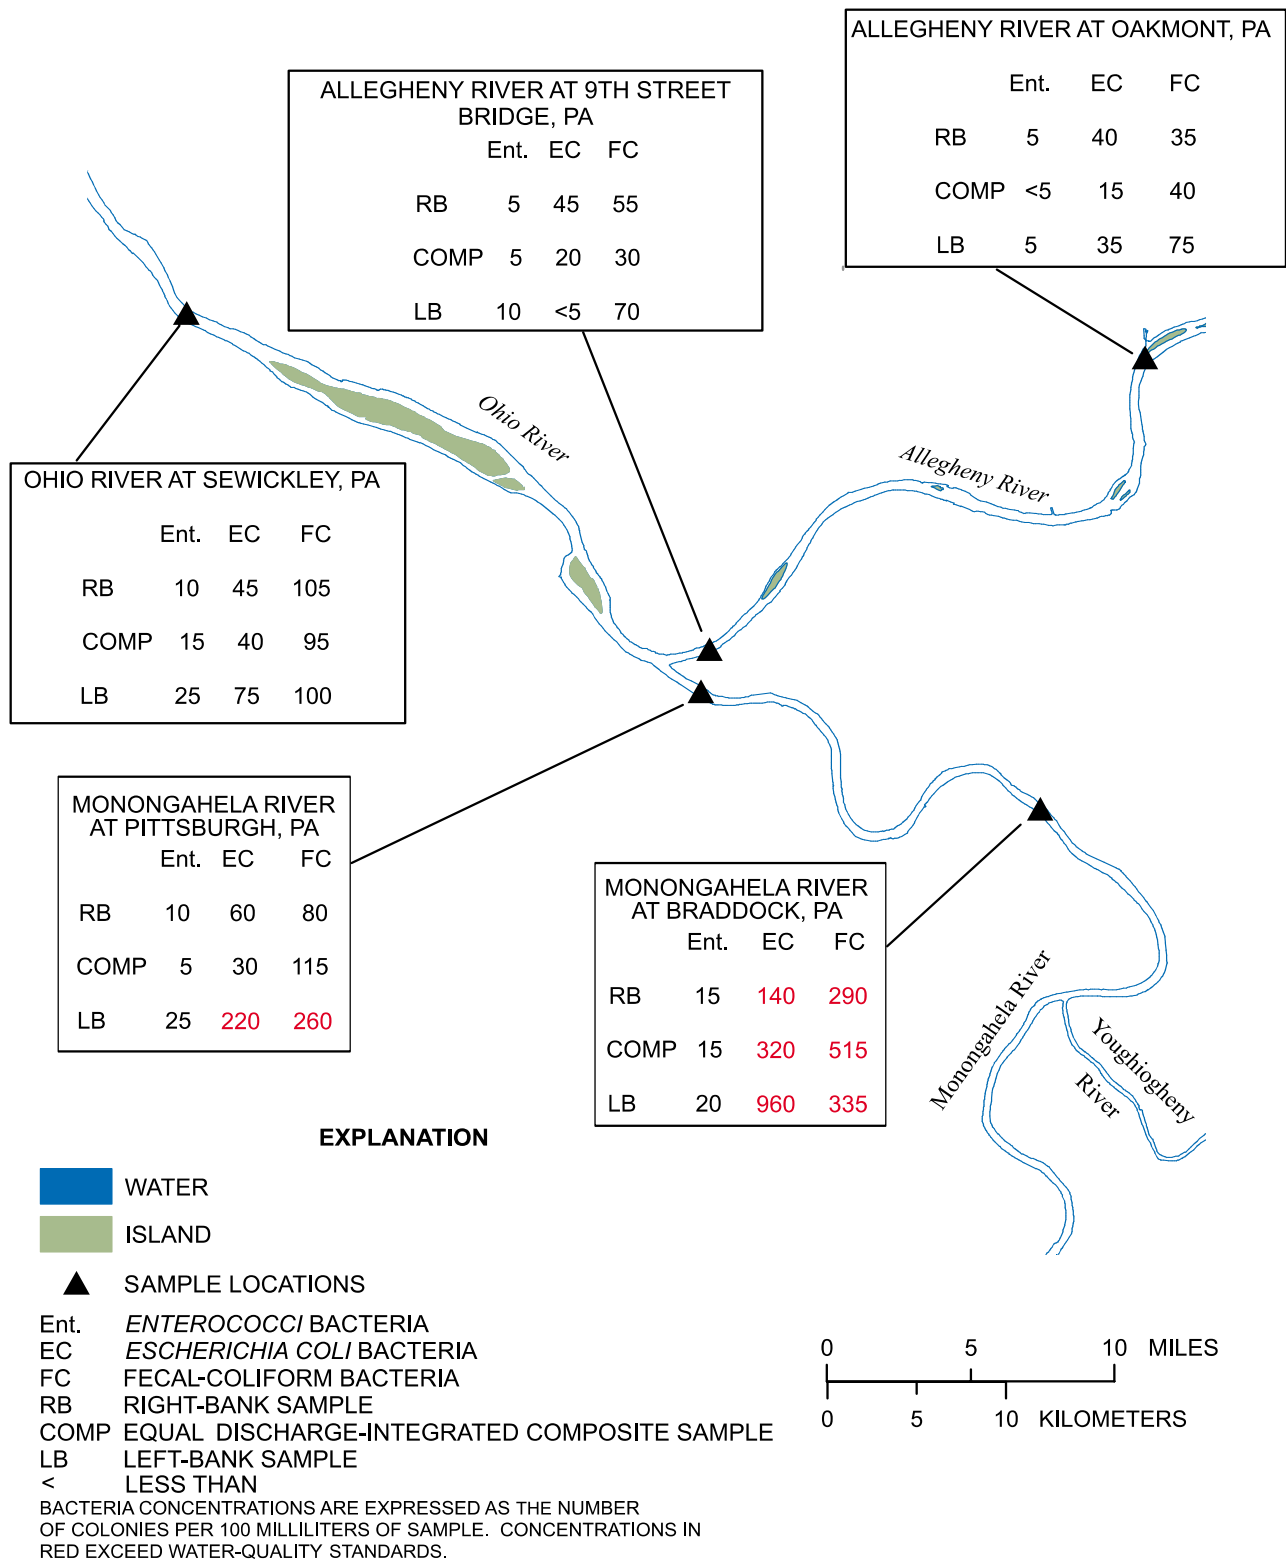 ALLEGHENY RIVER AT OAKMONT, PA
Ent. EC FC
RB 5 40 35
COMP <5 15 40
LB 5 35 75
ALLEGHENY RIVER AT 9TH STREET
BRIDGE, PA
Ent. EC FC
RB 5 45 55
COMP 5 20 30
LB 10 <5 70
Ohio River
Allegheny River
OHIO RIVER AT SEWICKLEY, PA
Ent. EC FC
RB 10 45 105
COMP 15 40 95
LB 25 75 100
MONONGAHELA RIVER
AT PITTSBURGH, PA
Ent. EC FC
RB 10 60 80
COMP 5 30 115
LB 25 220 260
MONONGAHELA RIVER
AT BRADDOCK, PA
Ent. EC FC
RB 15 140 290
COMP 15 320 515
LB 20 960 335
Monongahela River
Youghiogheny
River
EXPLANATION
WATER
ISLAND
SAMPLE LOCATIONS
Ent. ENTEROCOCCI BACTERIA
EC ESCHERICHIA COLI BACTERIA
FC FECAL-COLIFORM BACTERIA
RB RIGHT-BANK SAMPLE
COMP EQUAL DISCHARGE-INTEGRATED COMPOSITE SAMPLE
LB LEFT-BANK SAMPLE
< LESS THAN
BACTERIA CONCENTRATIONS ARE EXPRESSED AS THE NUMBER
OF COLONIES PER 100 MILLILITERS OF SAMPLE. CONCENTRATIONS IN
RED EXCEED WATER-QUALITY STANDARDS.
0 5 10 MILES
0 5 10 KILOMETERS